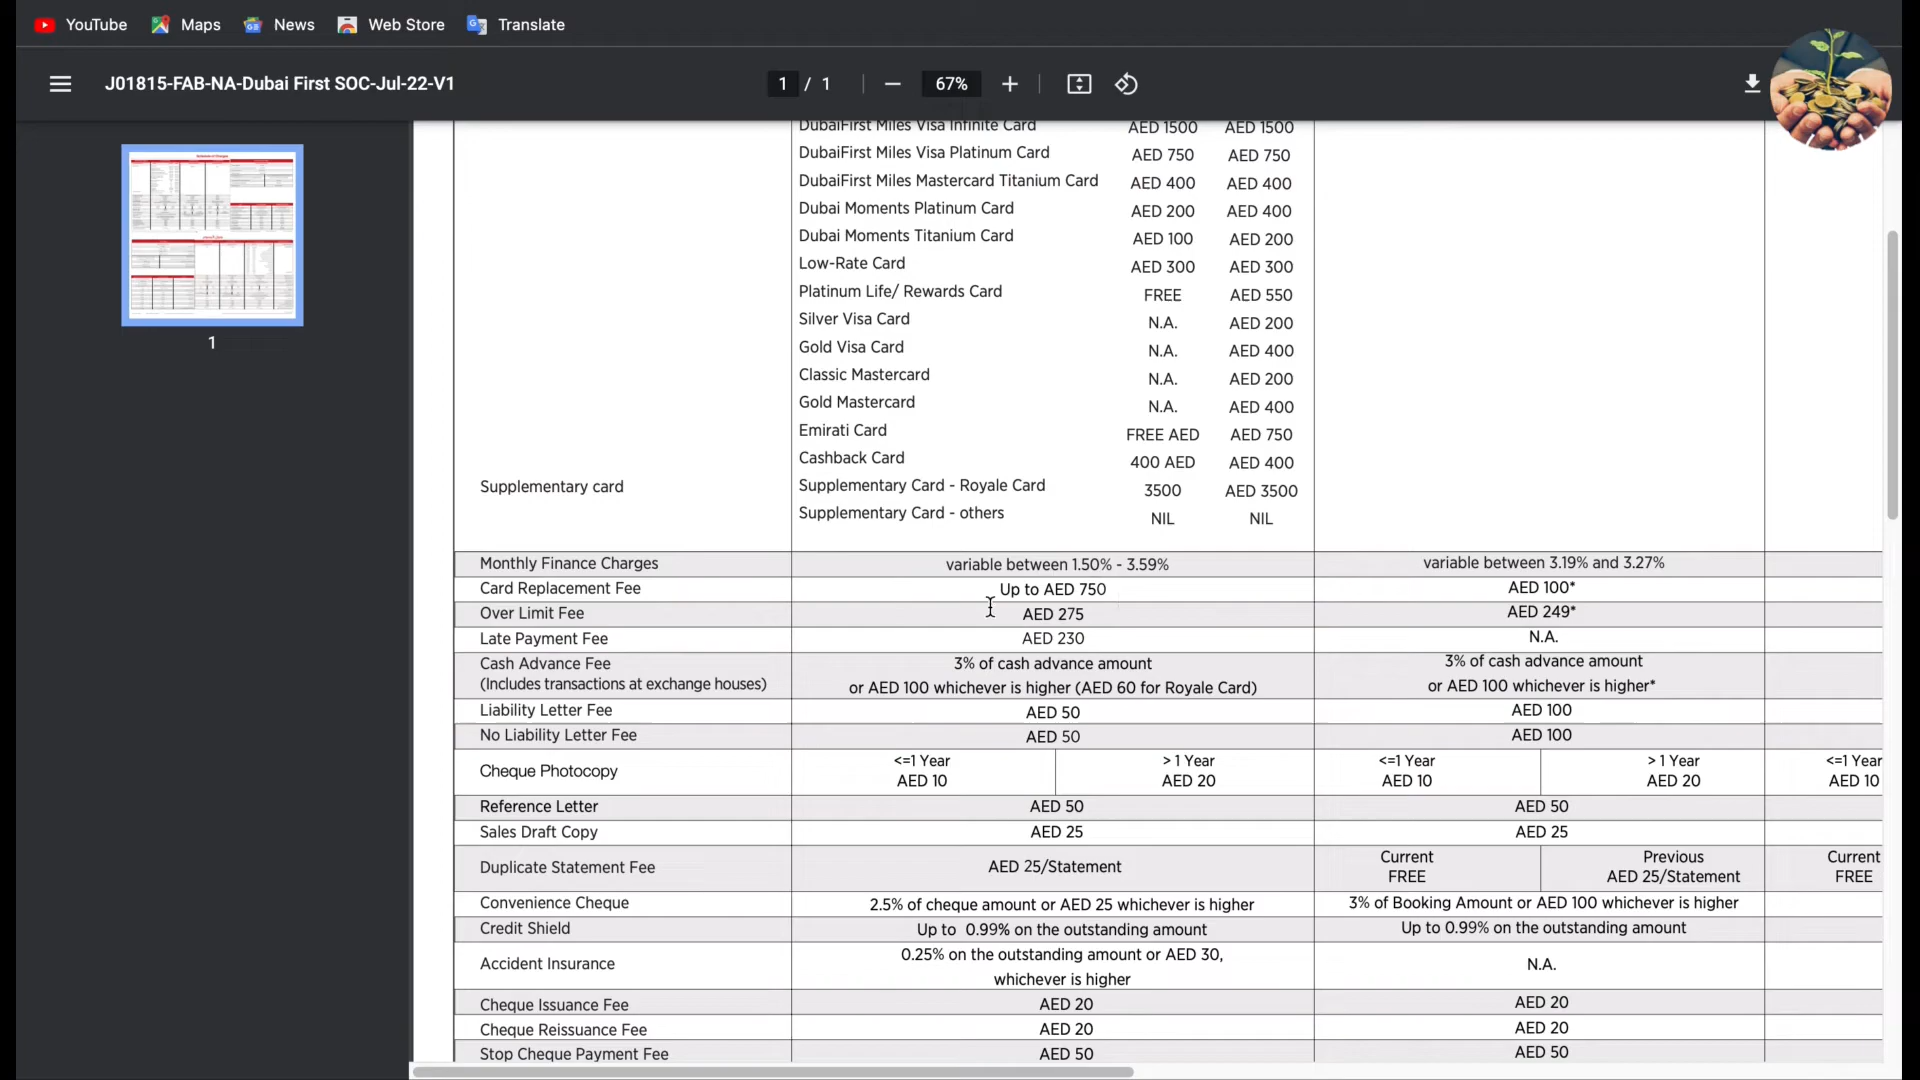 YouTube Maps News Web Store Translate
J01815-FAB-NA-Dubai First SOC-Jul-22-V1 1 / 1 67%
1
DubaiFirst Miles Visa Infinite Card AED 1500 AED 1500
DubaiFirst Miles Visa Platinum Card AED 750 AED 750
DubaiFirst Miles Mastercard Titanium Card AED 400 AED 400
Dubai Moments Platinum Card AED 200 AED 400
Dubai Moments Titanium Card AED 100 AED 200
Low-Rate Card AED 300 AED 300
Platinum Life/ Rewards Card FREE AED 550
Silver Visa Card N.A. AED 200
Gold Visa Card N.A. AED 400
Classic Mastercard N.A. AED 200
Gold Mastercard N.A. AED 400
Emirati Card FREE AED AED 750
Cashback Card 400 AED AED 400
Supplementary card Supplementary Card - Royale Card 3500 AED 3500
Supplementary Card - others NIL NIL
Monthly Finance Charges variable between 1.50% - 3.59% variable between 3.19% and 3.27%
Card Replacement Fee Up to AED 750 AED 100*
Over Limit Fee AED 275 AED 249*
Late Payment Fee AED 230 N.A.
Cash Advance Fee 3% of cash advance amount 3% of cash advance amount
(Includes transactions at exchange houses) or AED 100 whichever is higher (AED 60 for Royale Card) or AED 100 whichever is higher*
Liability Letter Fee AED 50 AED 100
No Liability Letter Fee AED 50 AED 100
Cheque Photocopy <=1 Year > 1 Year <=1 Year > 1 Year <=1 Year
AED 10 AED 20 AED 10 AED 20 AED 10
Reference Letter AED 50 AED 50
Sales Draft Copy AED 25 AED 25
Duplicate Statement Fee AED 25/Statement Current Previous Current
FREE AED 25/Statement FREE
Convenience Cheque 2.5% of cheque amount or AED 25 whichever is higher 3% of Booking Amount or AED 100 whichever is higher
Credit Shield Up to 0.99% on the outstanding amount Up to 0.99% on the outstanding amount
Accident Insurance 0.25% on the outstanding amount or AED 30, N.A.
whichever is higher
Cheque Issuance Fee AED 20 AED 20
Cheque Reissuance Fee AED 20 AED 20
Stop Cheque Payment Fee AED 50 AED 50